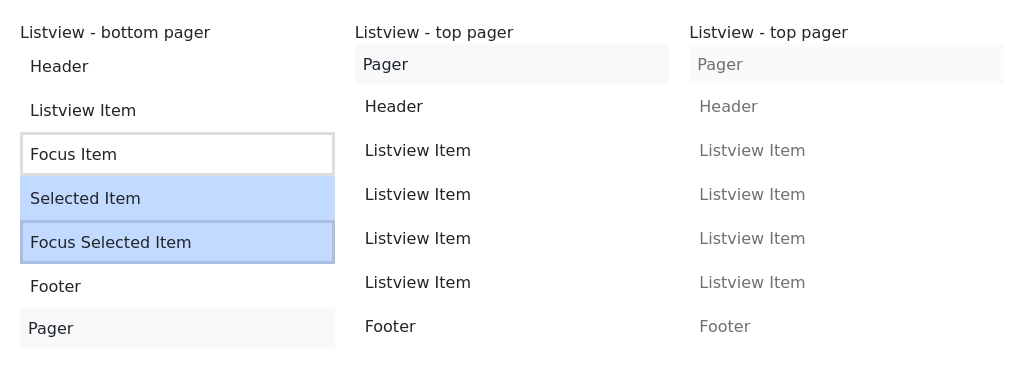 Listview - bottom pager
Header
Listview Item
Focus Item
Selected Item
Focus Selected Item
Footer
Pager
Listview - top pager
Pager
Header
Listview Item
Listview Item
Listview Item
Listview Item
Footer
Listview - top pager
Pager
Header
Listview Item
Listview Item
Listview Item
Listview Item
Footer